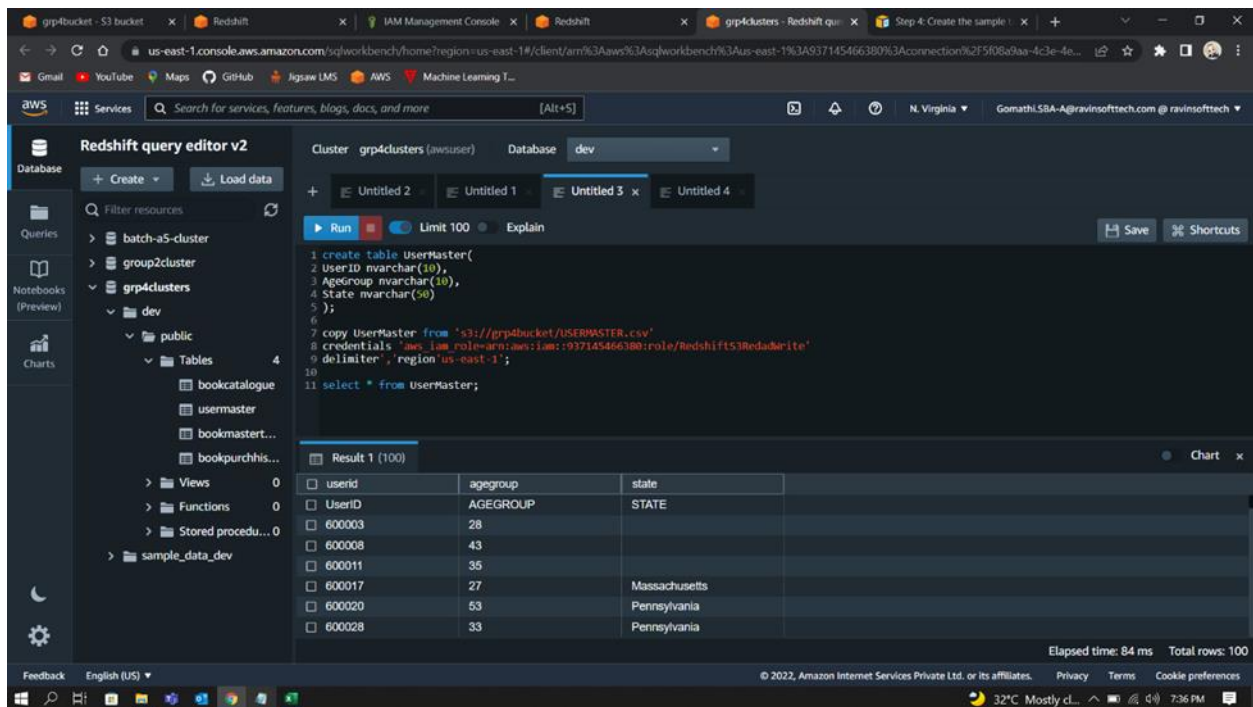 grp4bucket - S3 bucket
Redshift
IAM Management Console
Redshift
grp4clusters - Redshift que
Step 4: Create the sample
us-east-1.console.aws.amazon.com/sqlworkbench/home?region=us-east-1#/client/arn%3Aaws%3Asqlworkbench%3Aus-east-1%3A937145466380%3Aconnection%2F5f08a9aa-4c3e-4e...
Gmail YouTube Maps GitHub Jigsaw LMS AWS Machine Learning T...
aws Services Search for services, features, blogs, docs, and more [Alt+S] N. Virginia Gomathi.SBA-A@ravinsofttech.com @ ravinsofttech
Database
Queries
Notebooks
(Preview)
Charts
Redshift query editor v2
+ Create Load data
Filter resources
batch-a5-cluster
group2cluster
grp4clusters
dev
public
Tables 4
bookcatalogue
usermaster
bookmastert...
bookpurchhis...
Views 0
Functions 0
Stored procedu... 0
sample_data_dev
Cluster grp4clusters (awsuser) Database dev
+ Untitled 2 Untitled 1 Untitled 3 Untitled 4
Run Limit 100 Explain Save Shortcuts
1 create table UserMaster(
2 UserID nvarchar(10),
3 AgeGroup nvarchar(10),
4 State nvarchar(50)
5 );
6
7 copy UserMaster from 's3://grp4bucket/USERMASTER.csv'
8 credentials 'aws_iam_role=arn:aws:iam::937145466380:role/RedshiftS3RedadWrite'
9 delimiter','region'us-east-1';
10
11 select * from UserMaster;
Result 1 (100) Chart
userid agegroup state
UserID AGEGROUP STATE
600003 28
600008 43
600011 35
600017 27 Massachusetts
600020 53 Pennsylvania
600028 33 Pennsylvania
Elapsed time: 84 ms Total rows: 100
Feedback English (US) © 2022, Amazon Internet Services Private Ltd. or its affiliates. Privacy Terms Cookie preferences
32°C Mostly cl... 7:36 PM